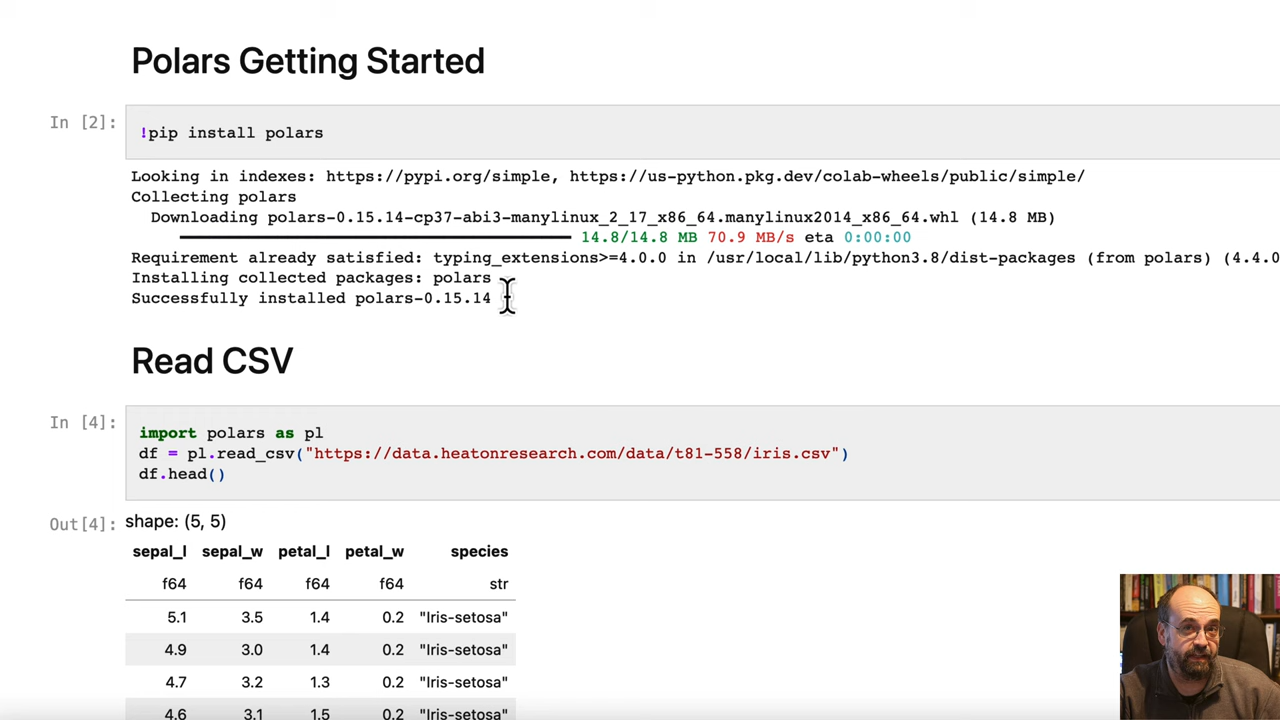 Polars Getting Started
In [2]: !pip install polars
Looking in indexes: https://pypi.org/simple, https://us-python.pkg.dev/colab-wheels/public/simple/
Collecting polars
Downloading polars-0.15.14-cp37-abi3-manylinux_2_17_x86_64.manylinux2014_x86_64.whl (14.8 MB)
14.8/14.8 MB 70.9 MB/s eta 0:00:00
Requirement already satisfied: typing_extensions>=4.0.0 in /usr/local/lib/python3.8/dist-packages (from polars) (4.4.0
Installing collected packages: polars
Successfully installed polars-0.15.14
Read CSV
In [4]: import polars as pl
df = pl.read_csv("https://data.heatonresearch.com/data/t81-558/iris.csv")
df.head()
Out[4]: shape: (5, 5)
sepal_l sepal_w petal_l petal_w species
f64 f64 f64 f64 str
5.1 3.5 1.4 0.2 "Iris-setosa"
4.9 3.0 1.4 0.2 "Iris-setosa"
4.7 3.2 1.3 0.2 "Iris-setosa"
4.6 3.1 1.5 0.2 "Iris-setosa"